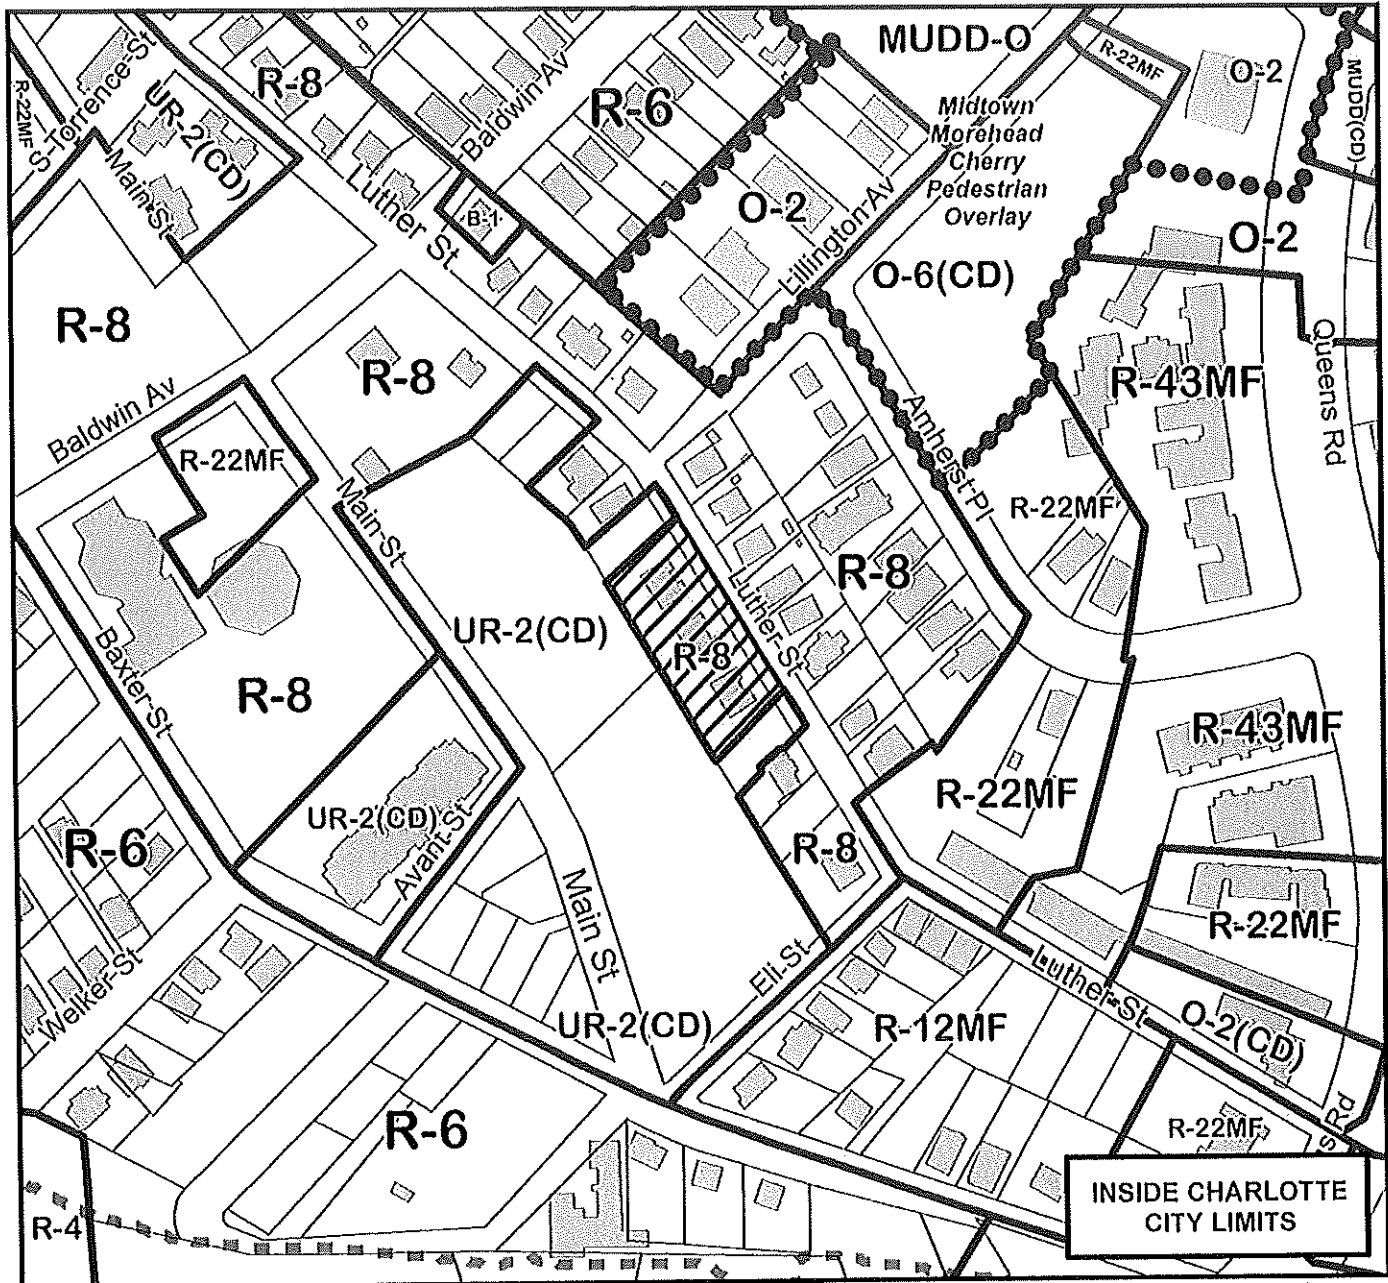 MUDD-O
R-22MF
O-2
MUDD(CD)
S-Torrence-St
R-8
UR-2(CD)
R-22MF
Baldwin Av
R-6
Midtown
Morehead
Cherry
Pedestrian
Overlay
Main-St
Luther St
B-1
O-2
Lillington-Av
O-2
O-6(CD)
R-8
Queens Rd
R-8
R-43MF
Baldwin Av
Amherst-Pl
R-22MF
Main-St
R-22MF
R-8
Luther-St
UR-2(CD)
R-8
Baxter-St
R-8
R-43MF
R-22MF
UR-2(CD)
Avant-St
R-6
R-8
Main St
R-22MF
Welker-St
Eli-St
Luther-St
UR-2(CD)
R-12MF
O-2(CD)
R-6
R-22MF
s Rd
R-4
INSIDE CHARLOTTE
CITY LIMITS